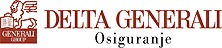 GENERALI
GROUP
DELTA GENERALI
Osiguranje